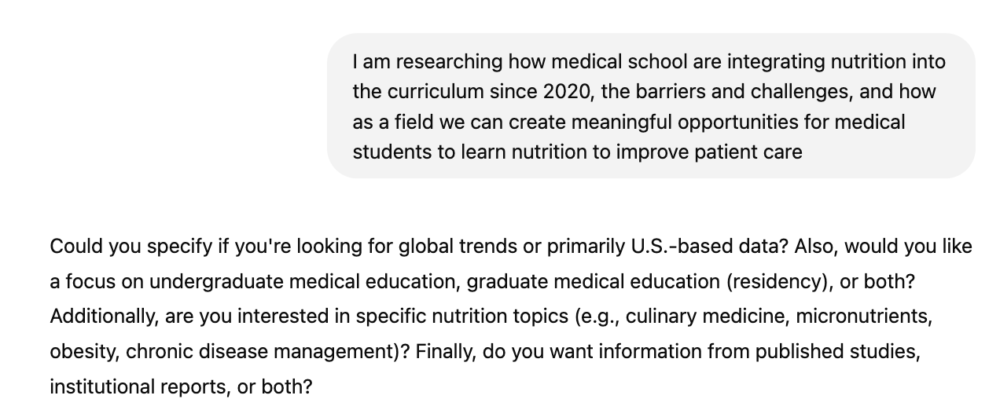 I am researching how medical school are integrating nutrition into
the curriculum since 2020, the barriers and challenges, and how
as a field we can create meaningful opportunities for medical
students to learn nutrition to improve patient care
Could you specify if you're looking for global trends or primarily U.S.-based data? Also, would you like
a focus on undergraduate medical education, graduate medical education (residency), or both?
Additionally, are you interested in specific nutrition topics (e.g., culinary medicine, micronutrients,
obesity, chronic disease management)? Finally, do you want information from published studies,
institutional reports, or both?